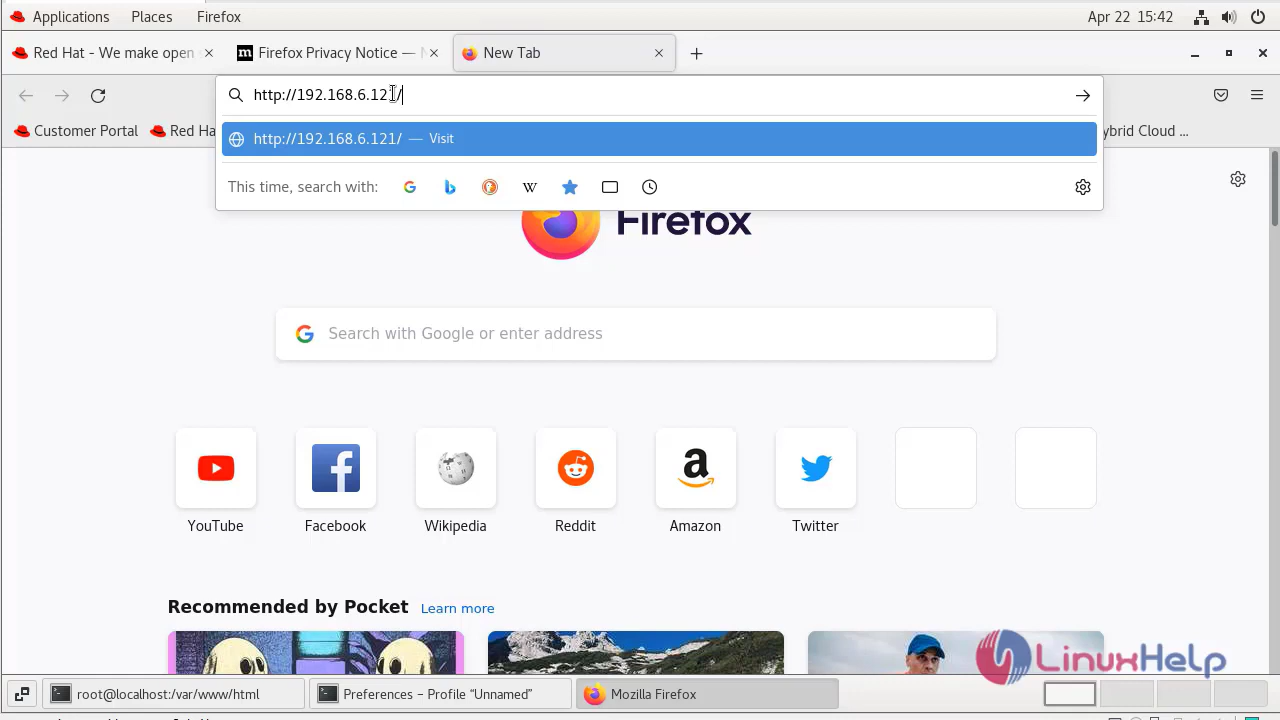 Applications Places Firefox Apr 22 15:42
Red Hat - We make open Firefox Privacy Notice — New Tab
http://192.168.6.121/
Customer Portal Red Ha ybrid Cloud ...
http://192.168.6.121/ — Visit
This time, search with:
Firefox
Search with Google or enter address
YouTube Facebook Wikipedia Reddit Amazon Twitter
Recommended by Pocket Learn more
LinuxHelp
root@localhost:/var/www/html Preferences – Profile “Unnamed” Mozilla Firefox